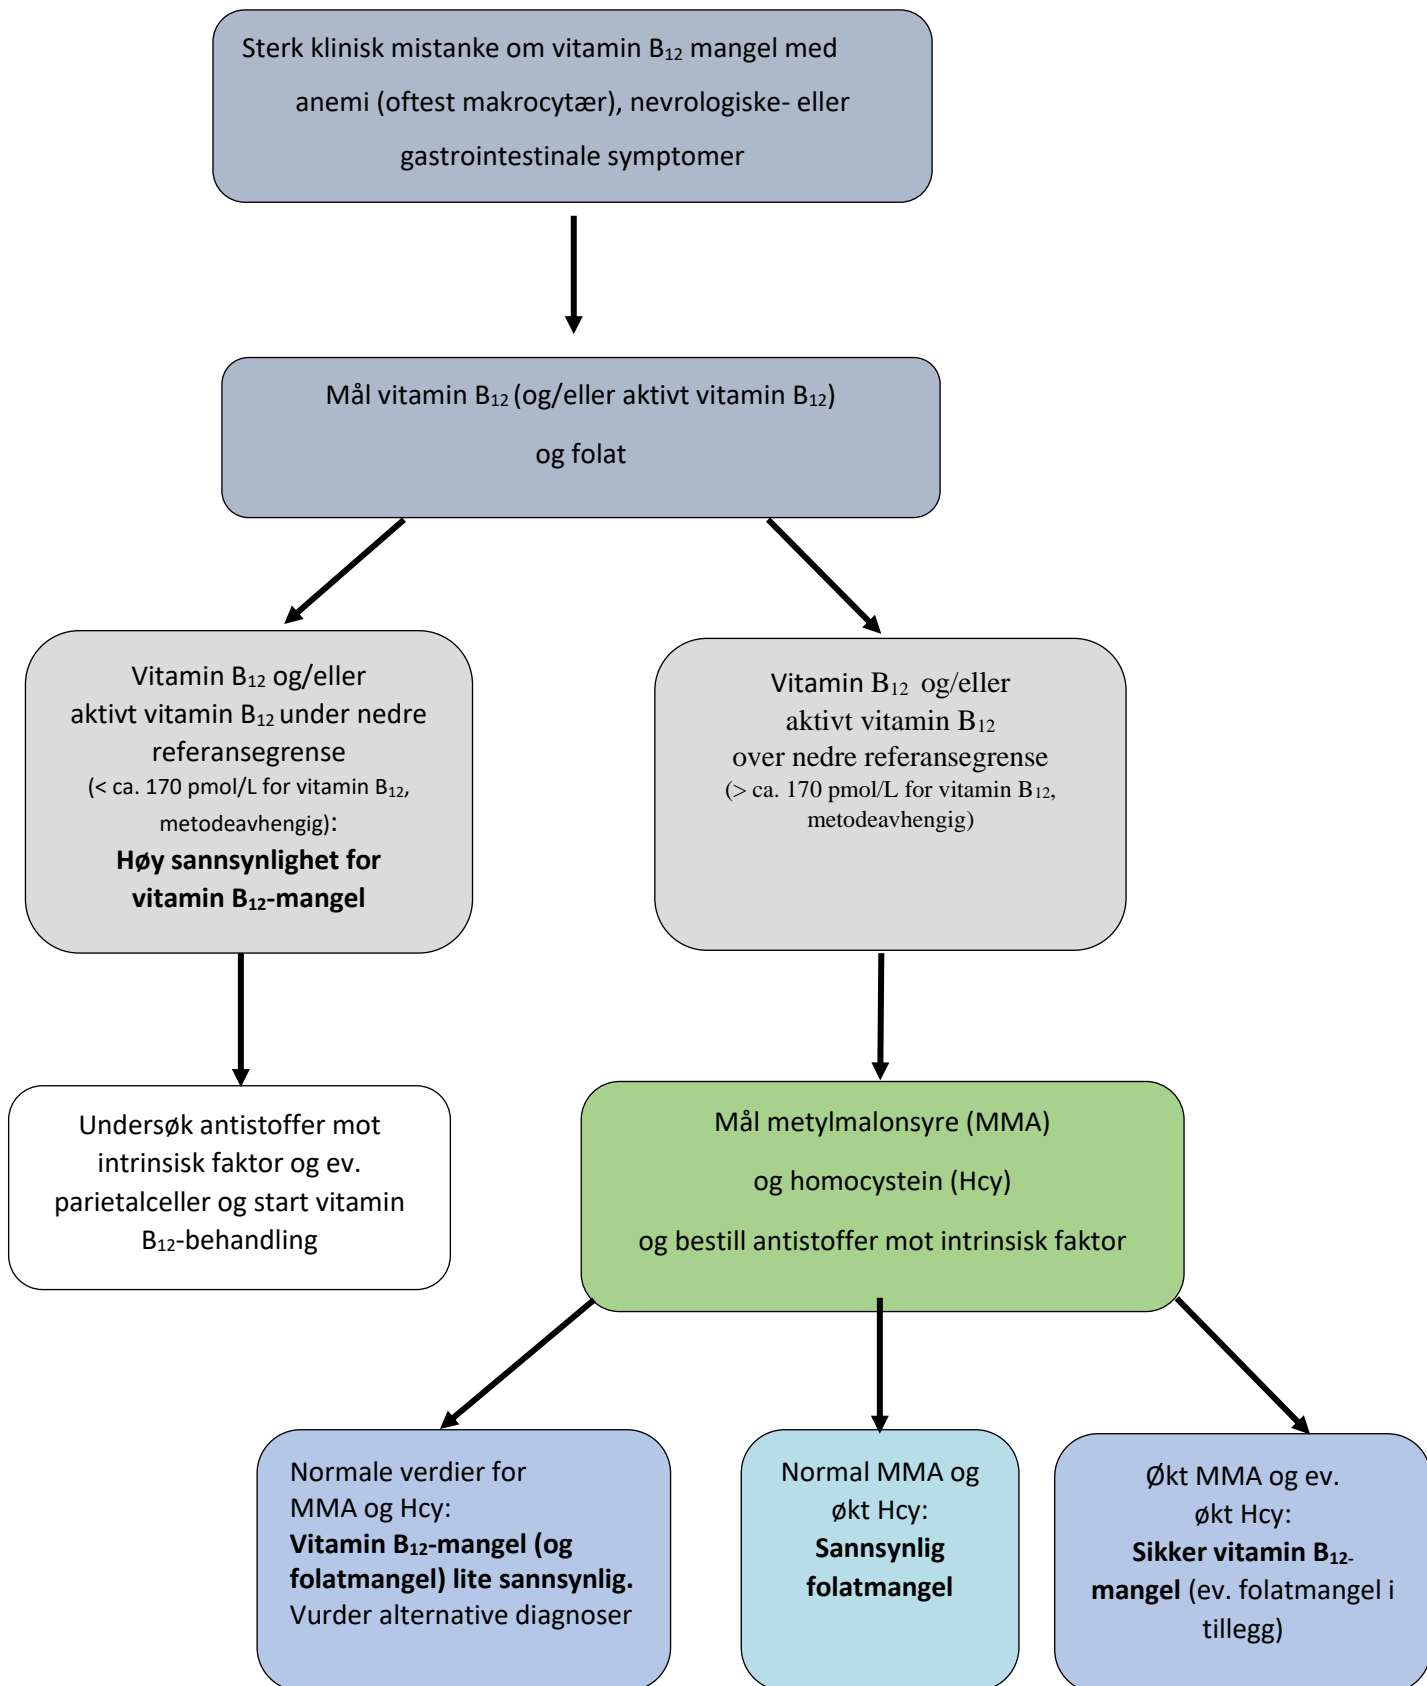 Sterk klinisk mistanke om vitamin B₁₂ mangel med
anemi (oftest makrocytær), nevrologiske- eller
gastrointestinale symptomer
Mål vitamin B₁₂ (og/eller aktivt vitamin B₁₂)
og folat
Vitamin B₁₂ og/eller
aktivt vitamin B₁₂ under nedre
referansegrense
(< ca. 170 pmol/L for vitamin B₁₂,
metodeavhengig):
Høy sannsynlighet for
vitamin B₁₂-mangel
Vitamin B₁₂ og/eller
aktivt vitamin B₁₂
over nedre referansegrense
(> ca. 170 pmol/L for vitamin B₁₂,
metodeavhengig)
Undersøk antistoffer mot
intrinsisk faktor og ev.
parietalceller og start vitamin
B₁₂-behandling
Mål metylmalonsyre (MMA)
og homocystein (Hcy)
og bestill antistoffer mot intrinsisk faktor
Normale verdier for
MMA og Hcy:
Vitamin B₁₂-mangel (og
folatmangel) lite sannsynlig.
Vurder alternative diagnoser
Normal MMA og
økt Hcy:
Sannsynlig
folatmangel
Økt MMA og ev.
økt Hcy:
Sikker vitamin B₁₂-
mangel (ev. folatmangel i
tillegg)